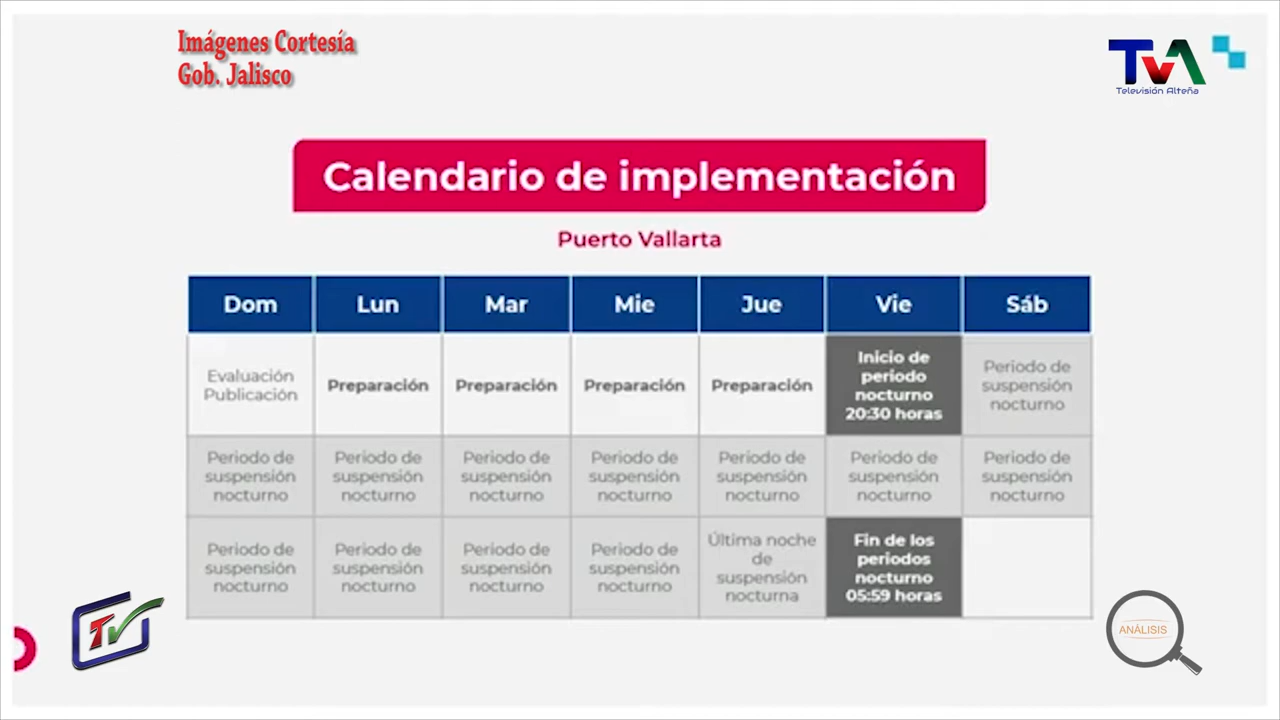 Imágenes Cortesía
Gob. Jalisco
TVA
Televisión Alteña
Calendario de implementación
Puerto Vallarta
Dom
Lun
Mar
Mie
Jue
Vie
Sáb
Evaluación
Publicación
Preparación
Preparación
Preparación
Preparación
Inicio de
periodo
nocturno
20:30 horas
Periodo de
suspensión
nocturno
Periodo de
suspensión
nocturno
Periodo de
suspensión
nocturno
Periodo de
suspensión
nocturno
Periodo de
suspensión
nocturno
Periodo de
suspensión
nocturno
Periodo de
suspensión
nocturno
Periodo de
suspensión
nocturno
Periodo de
suspensión
nocturno
Periodo de
suspensión
nocturno
Periodo de
suspensión
nocturno
Periodo de
suspensión
nocturno
Última noche
de
suspensión
nocturna
Fin de los
periodos
nocturno
05:59 horas
TV
ANÁLISIS